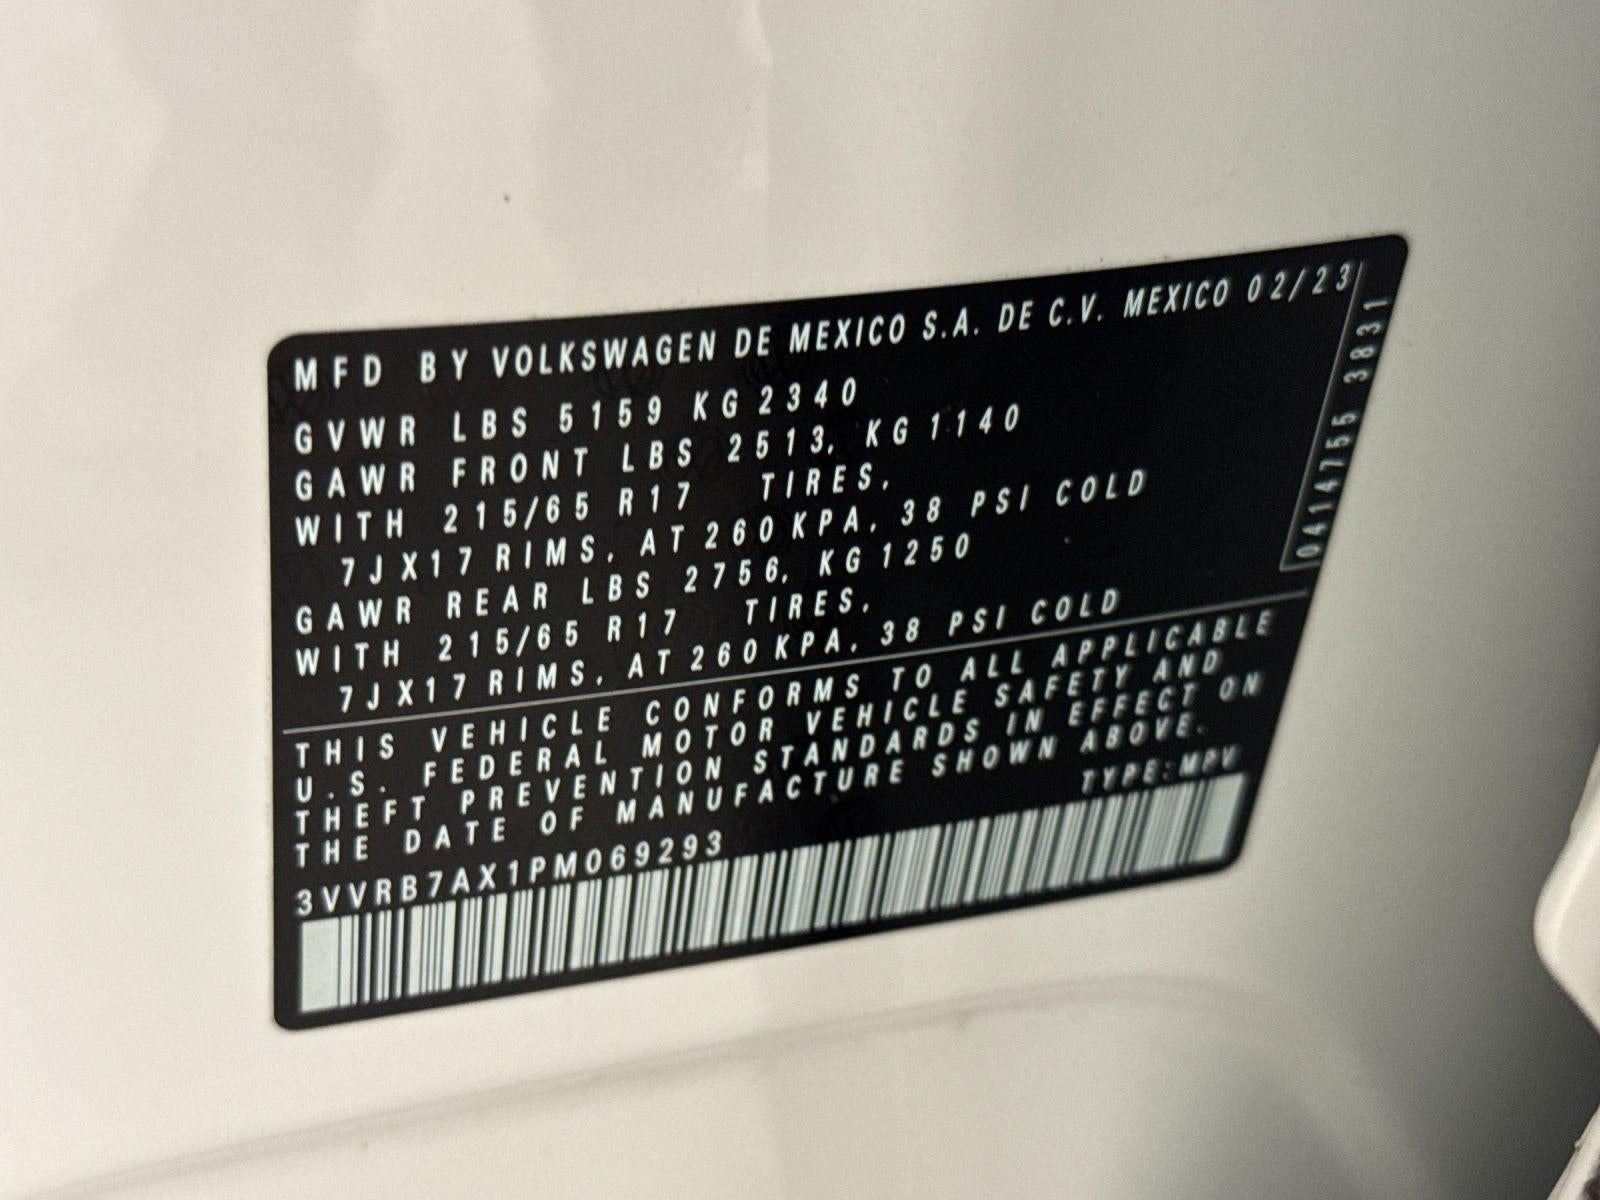 MFD BY VOLKSWAGEN DE MEXICO S.A. DE C.V. MEXICO 02/23
GVWR LBS 5159 KG 2340
GAWR FRONT LBS 2513, KG 1140
WITH 215/65 R17 TIRES,
7JX17 RIMS, AT 260 KPA, 38 PSI COLD
GAWR REAR LBS 2756, KG 1250
WITH 215/65 R17 TIRES,
7JX17 RIMS, AT 260 KPA, 38 PSI COLD
THIS VEHICLE CONFORMS TO ALL APPLICABLE
U.S. FEDERAL MOTOR VEHICLE SAFETY AND
THEFT PREVENTION STANDARDS IN EFFECT ON
THE DATE OF MANUFACTURE SHOWN ABOVE.
TYPE:MPV
3VVRB7AX1PM069293
0414755 3831